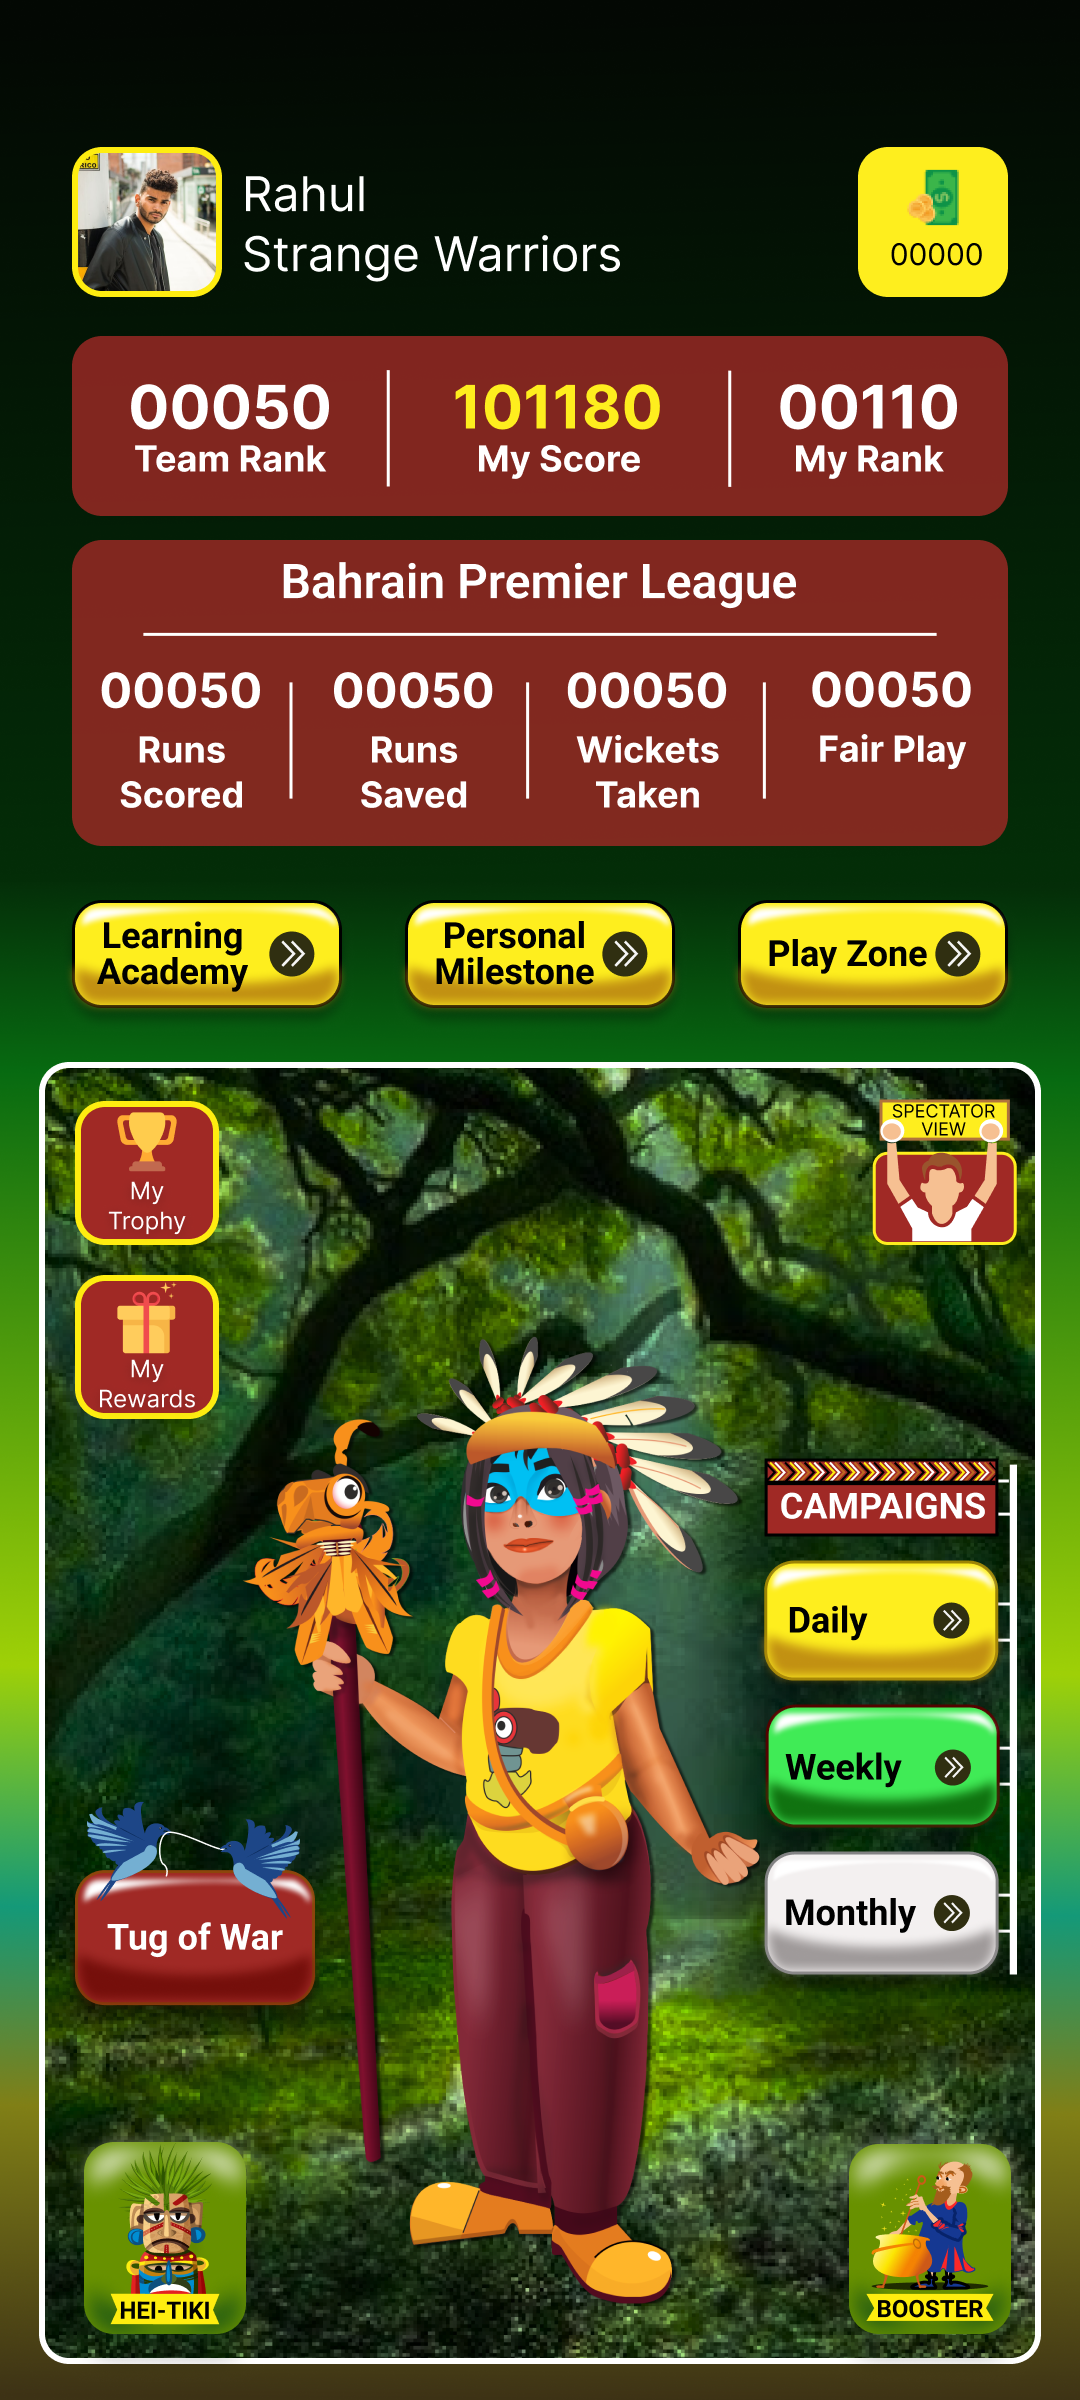 Rahul
Strange Warriors
00000
00050
Team Rank
101180
My Score
00110
My Rank
Bahrain Premier League
00050
Runs
Scored
00050
Runs
Saved
00050
Wickets
Taken
00050
Fair Play
Learning
Academy
Personal
Milestone
Play Zone
My
Trophy
SPECTATOR
VIEW
My
Rewards
CAMPAIGNS
Daily
Weekly
Monthly
Tug of War
HEI-TIKI
BOOSTER